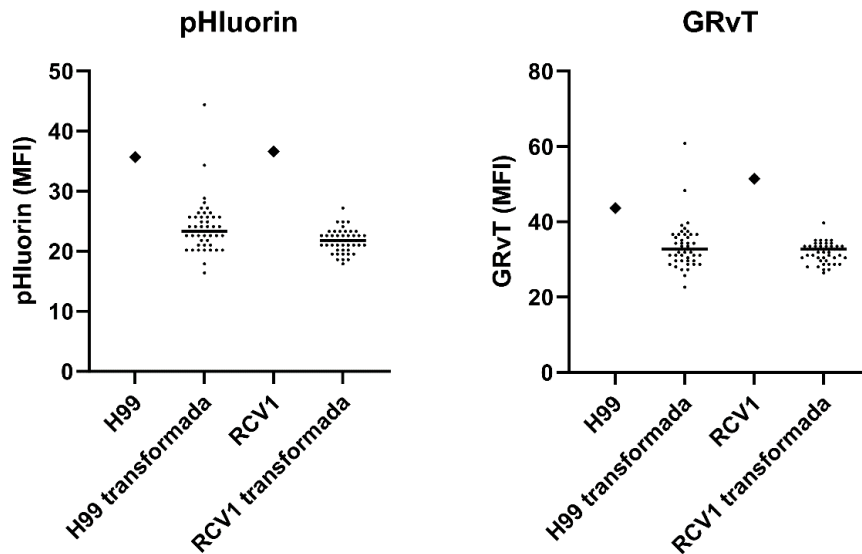 pHluorin
pHluorin (MFI)
50
40
30
20
10
0
H99
H99 transformada
RCV1
RCV1 transformada
GRvT
GRvT (MFI)
80
60
40
20
0
H99
H99 transformada
RCV1
RCV1 transformada